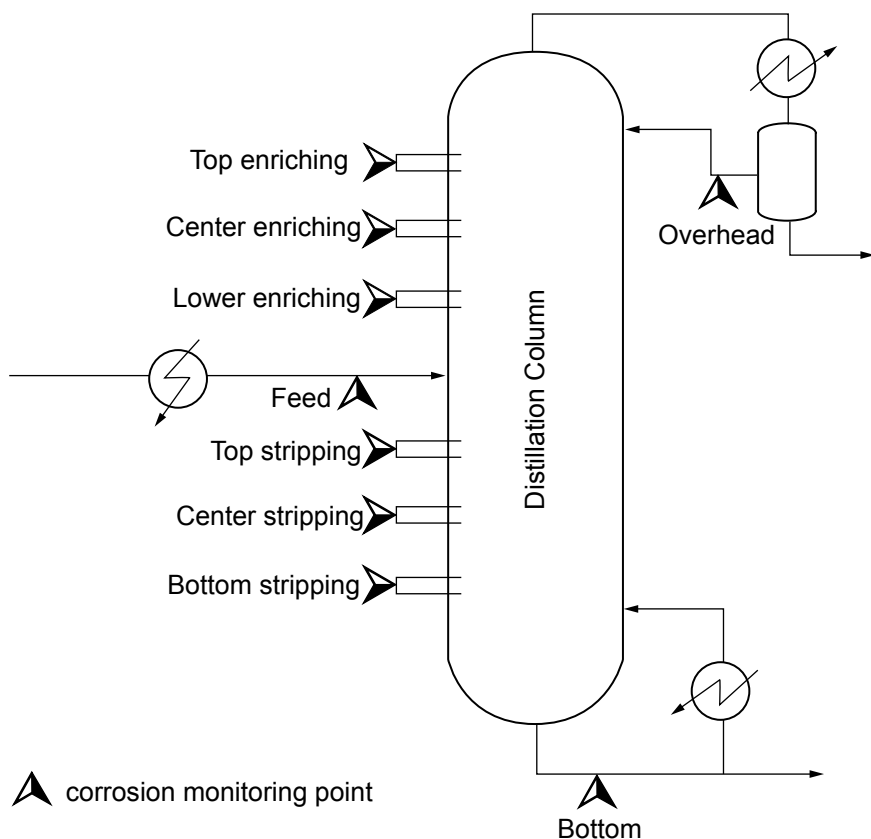 Top enriching
Center enriching
Overhead
Lower enriching
Distillation Column
Feed
Top stripping
Center stripping
Bottom stripping
corrosion monitoring point
Bottom